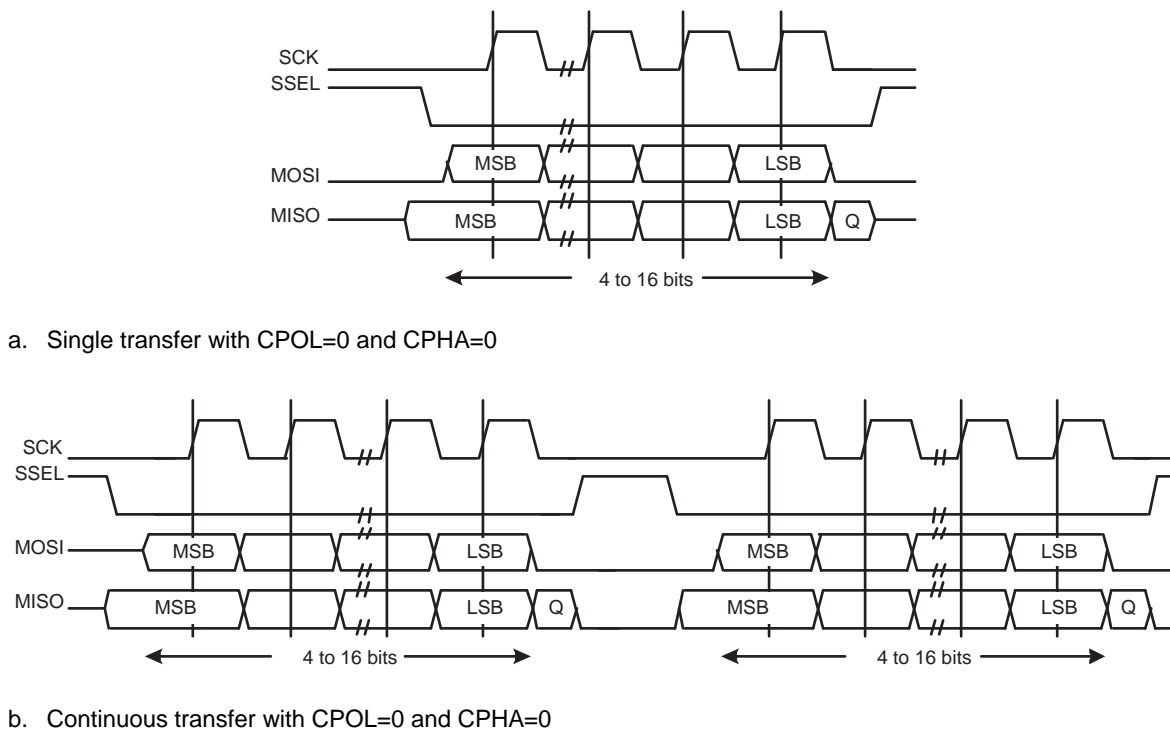 SCK
SSEL
MOSI
MSB
LSB
MISO
MSB
LSB
Q
4 to 16 bits
a. Single transfer with CPOL=0 and CPHA=0
SCK
SSEL
MOSI
MSB
LSB
MSB
LSB
MISO
MSB
LSB
Q
MSB
LSB
Q
4 to 16 bits
4 to 16 bits
b. Continuous transfer with CPOL=0 and CPHA=0